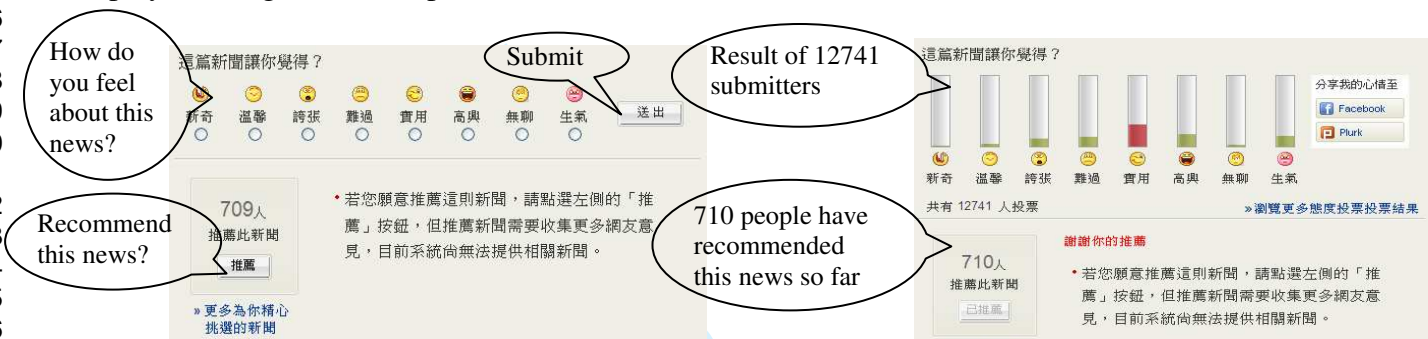 How do
you feel
about this
news?
Submit
這篇新聞讓你覺得？
新奇 溫馨 誇張 難過 實用 高興 無聊 生氣
送出
Recommend
this news?
709人
推薦此新聞
推薦
»更多為你精心
挑選的新聞
•若您願意推薦這則新聞，請點選左側的「推
薦」按鈕，但推薦新聞需要收集更多網友意
見，目前系統尚無法提供相關新聞。
Result of 12741
submitters
這篇新聞讓你覺得？
新奇 溫馨 誇張 難過 實用 高興 無聊 生氣
分享我的心情至
Facebook
Plurk
共有 12741 人投票
»瀏覽更多態度投票投票結果
710 people have
recommended
this news so far
710人
推薦此新聞
已推薦
謝謝你的推薦
•若您願意推薦這則新聞，請點選左側的「推
薦」按鈕，但推薦新聞需要收集更多網友意
見，目前系統尚無法提供相關新聞。